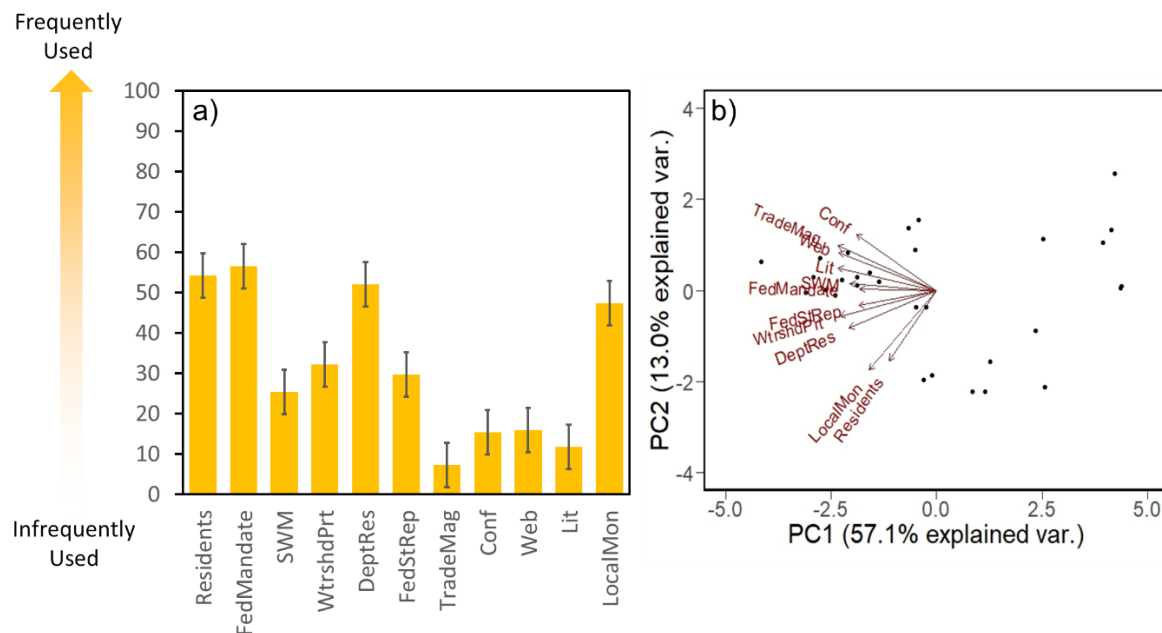 Frequently
Used
Infrequently
Used
a)
100
90
80
70
60
50
40
30
20
10
0
Residents
FedMandate
SWM
WtrshdPrt
DeptRes
FedStRep
TradeMag
Conf
Web
Lit
LocalMon
b)
PC2 (13.0% explained var.)
4
2
0
-2
-4
TradeMag
Conf
Web
Lit
SWM
FedMandate
FedStRep
WtrshdPrt
DeptRes
LocalMon
Residents
-5.0
-2.5
0.0
2.5
5.0
PC1 (57.1% explained var.)